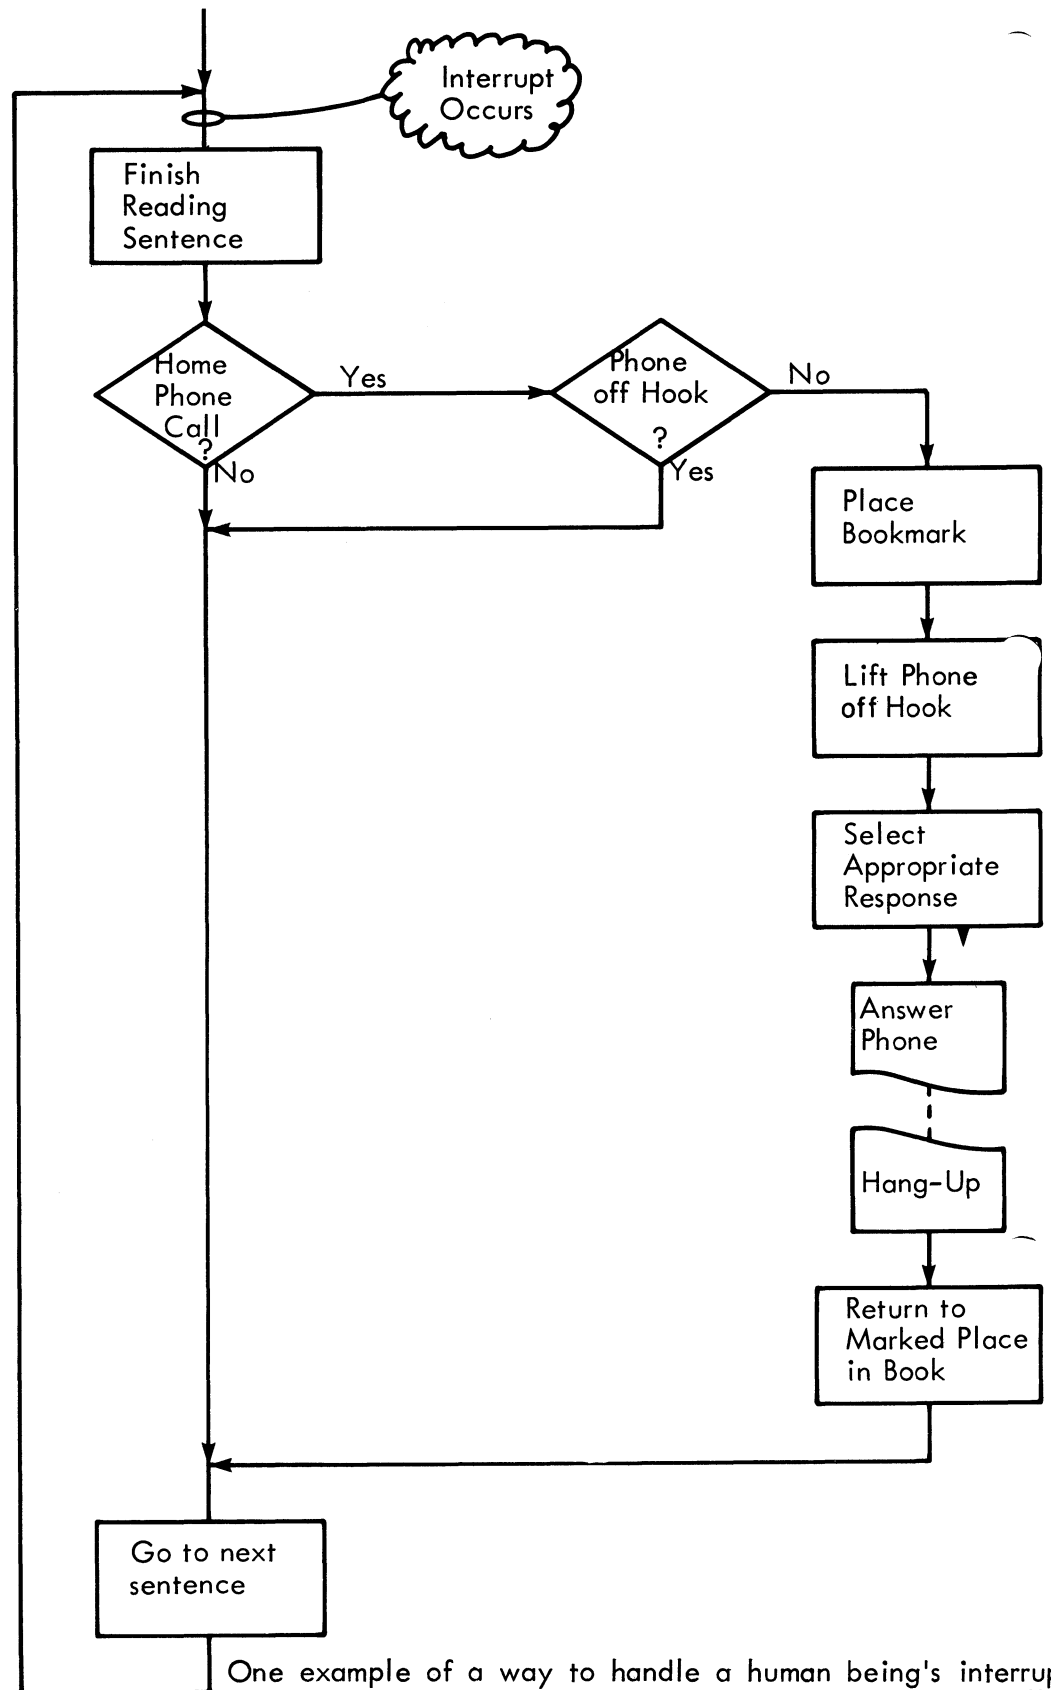 Interrupt
Occurs
Finish
Reading
Sentence
Home
Phone
Call
?
Yes
No
Phone
off Hook
?
No
Yes
Place
Bookmark
Lift Phone
off Hook
Select
Appropriate
Response
Answer
Phone
Hang-Up
Return to
Marked Place
in Book
Go to next
sentence
One example of a way to handle a human being's